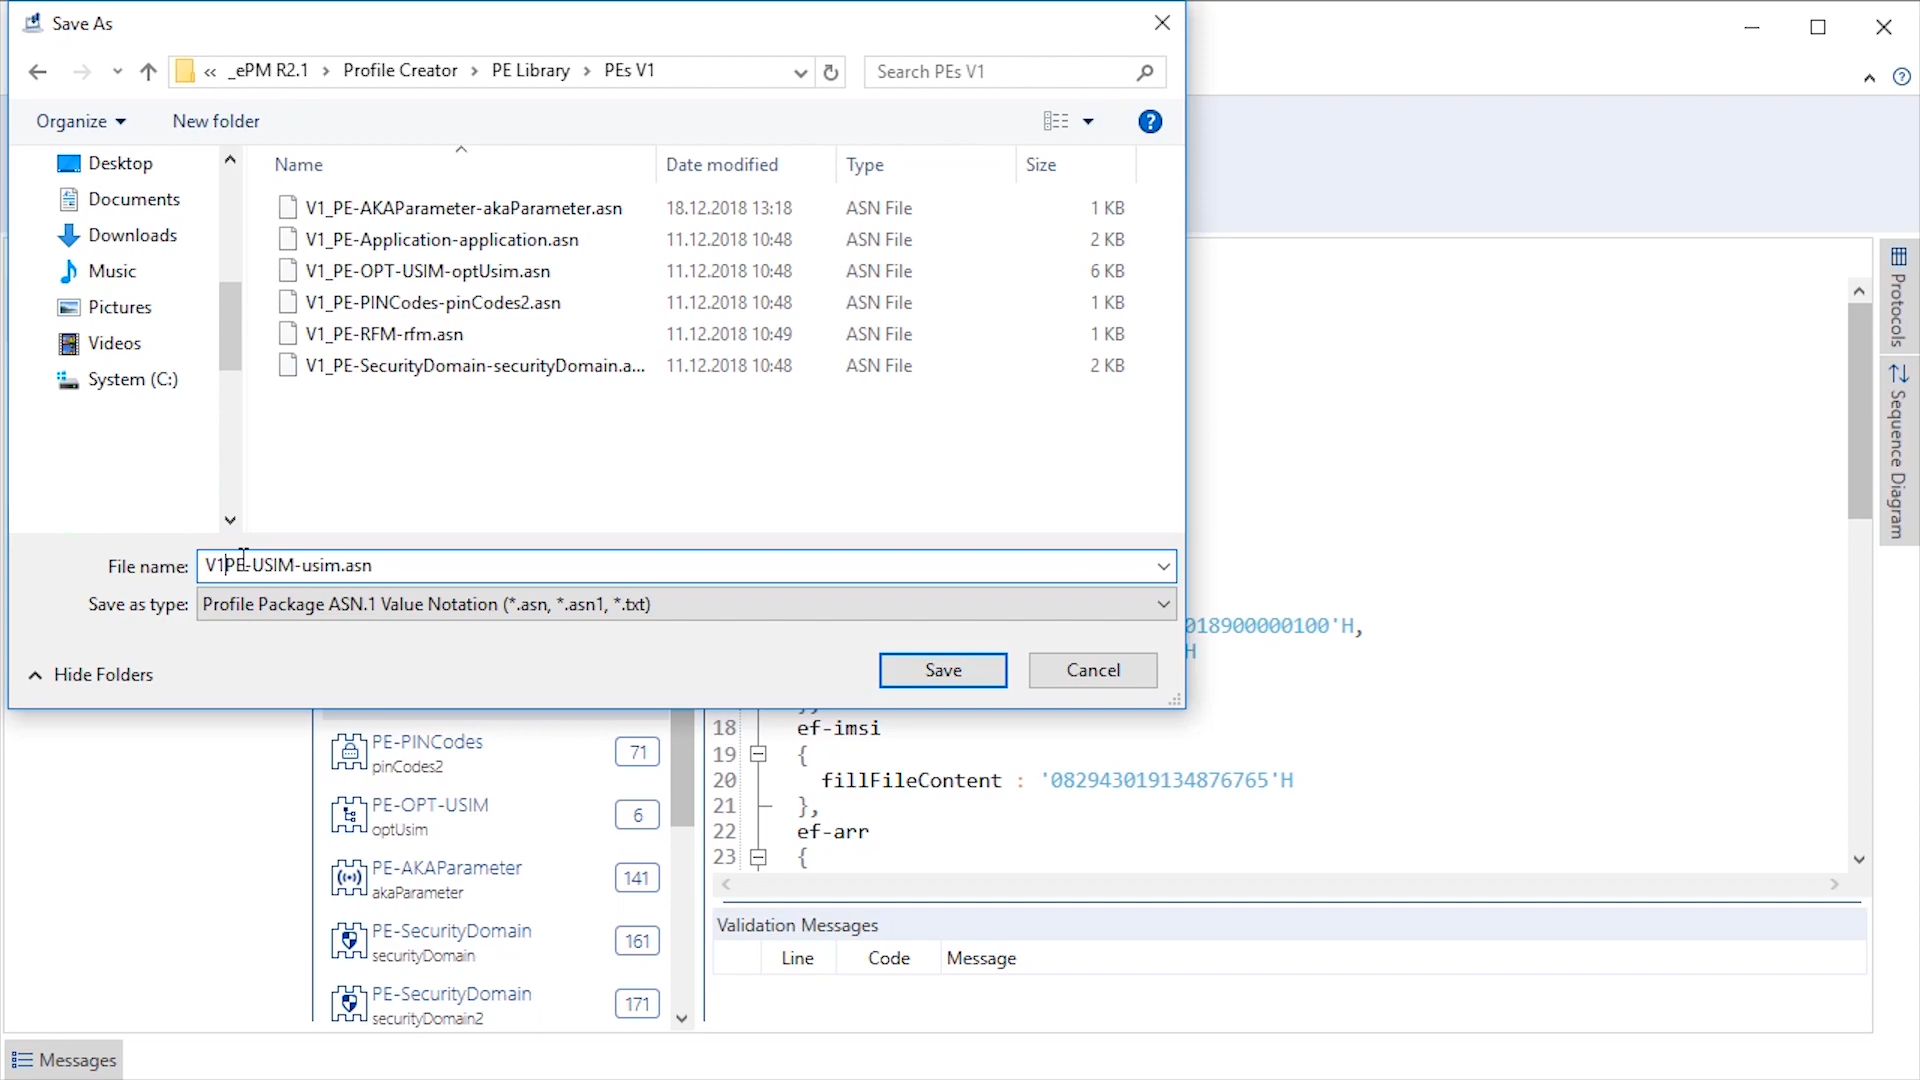 Save As
« _ePM R2.1 › Profile Creator › PE Library › PEs V1
Search PEs V1
Organize
New folder
?
?
Desktop
Documents
Downloads
Music
Pictures
Videos
System (C:)
Name Date modified Type Size
V1_PE-AKAParameter-akaParameter.asn 18.12.2018 13:18 ASN File 1 KB
V1_PE-Application-application.asn 11.12.2018 10:48 ASN File 2 KB
V1_PE-OPT-USIM-optUsim.asn 11.12.2018 10:48 ASN File 6 KB
V1_PE-PINCodes-pinCodes2.asn 11.12.2018 10:48 ASN File 1 KB
V1_PE-RFM-rfm.asn 11.12.2018 10:49 ASN File 1 KB
V1_PE-SecurityDomain-securityDomain.a... 11.12.2018 10:48 ASN File 2 KB
File name: V1PE-USIM-usim.asn
Save as type: Profile Package ASN.1 Value Notation (*.asn, *.asn1, *.txt)
Hide Folders
Save
Cancel
Protocols
Sequence Diagram
018900000100'H,
H
18 ef-imsi
19 {
20 fillFileContent : '082943019134876765'H
21 },
22 ef-arr
23 {
PE-PINCodes 71
pinCodes2
PE-OPT-USIM 6
optUsim
PE-AKAParameter 141
akaParameter
PE-SecurityDomain 161
securityDomain
PE-SecurityDomain 171
securityDomain2
Validation Messages
Line Code Message
Messages